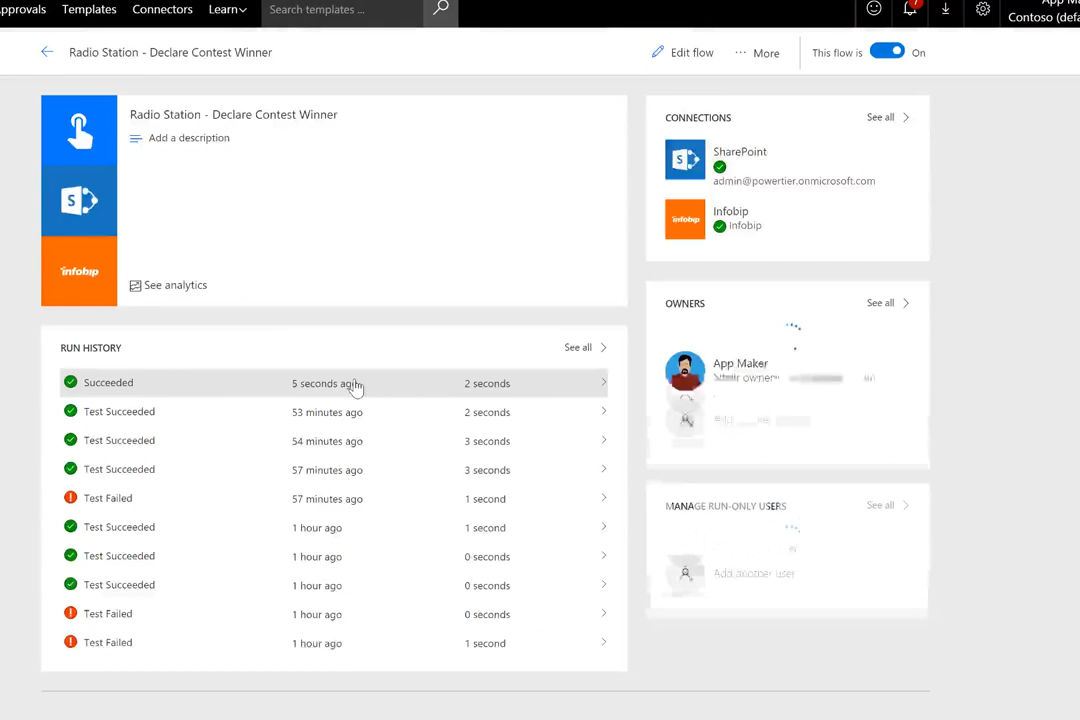 Approvals Templates Connectors Learn Search templates ... 7
Contoso (defa
Radio Station - Declare Contest Winner Edit flow ··· More This flow is On
Radio Station - Declare Contest Winner
Add a description
infobip
See analytics
CONNECTIONS See all
SharePoint
admin@powertier.onmicrosoft.com
infobip
Infobip
Infobip
OWNERS See all
App Maker
MANAGE RUN-ONLY USERS See all
Add another user
RUN HISTORY See all
Succeeded 5 seconds ago 2 seconds
Test Succeeded 53 minutes ago 2 seconds
Test Succeeded 54 minutes ago 3 seconds
Test Succeeded 57 minutes ago 3 seconds
Test Failed 57 minutes ago 1 second
Test Succeeded 1 hour ago 1 second
Test Succeeded 1 hour ago 0 seconds
Test Succeeded 1 hour ago 0 seconds
Test Failed 1 hour ago 0 seconds
Test Failed 1 hour ago 1 second